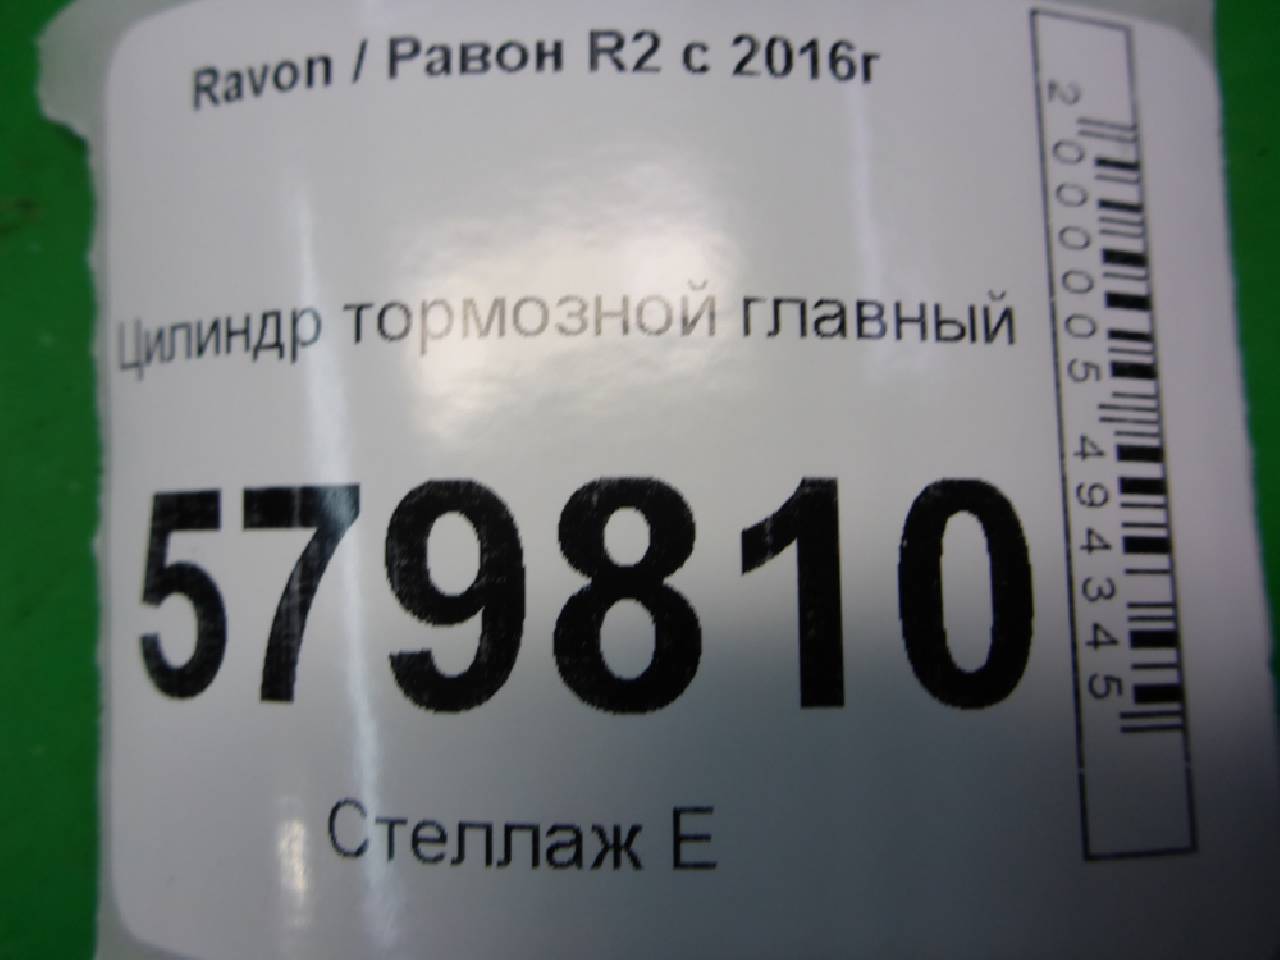 Ravon / Равон R2 с 2016г
Цилиндр тормозной главный
579810
Стеллаж Е
2000005494345